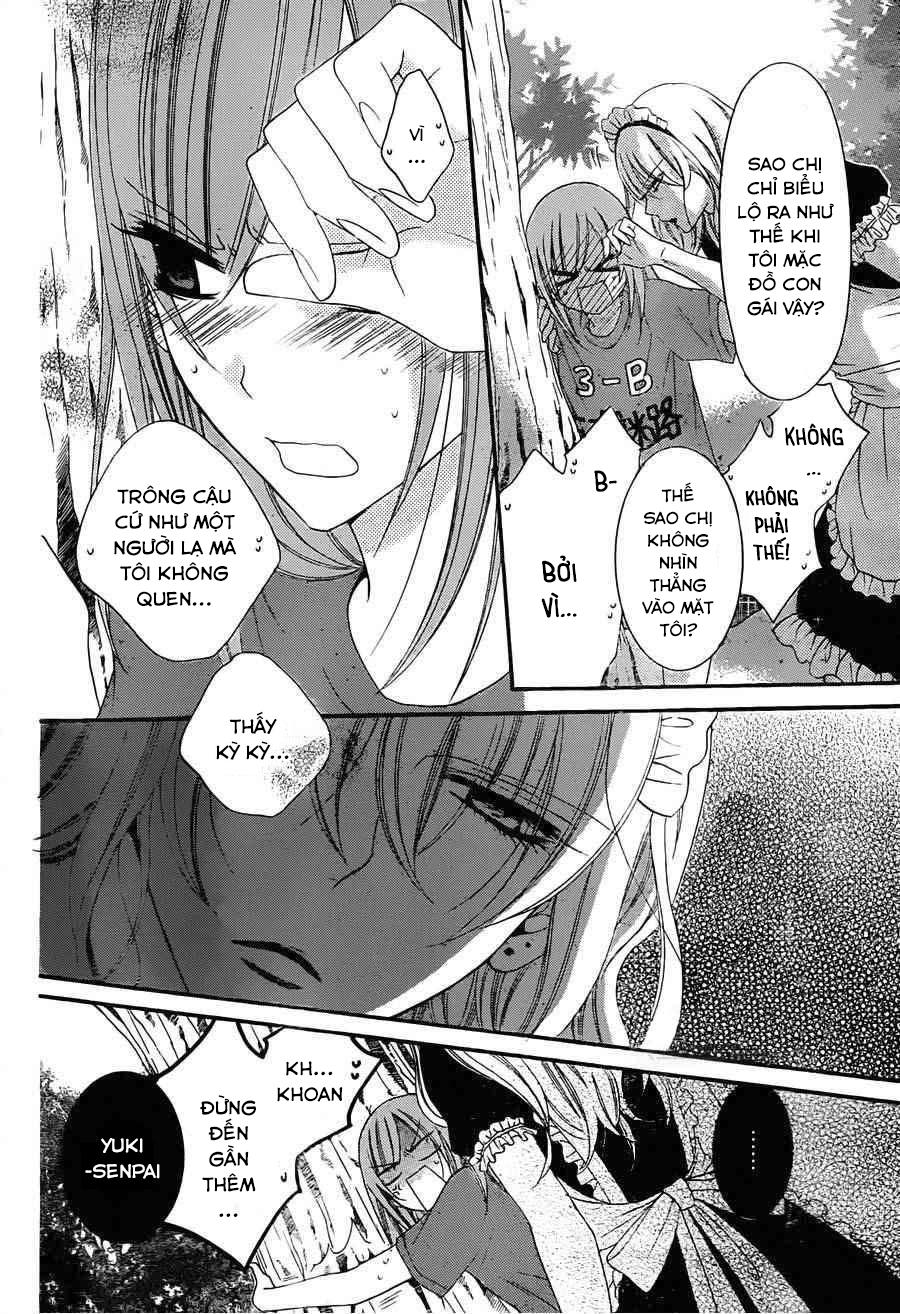 SAO CHỊ
CHỈ BIỂU
LỘ RA NHƯ
THẾ KHI
TÔI MẶC
ĐỒ CON
GÁI VẬY?
KHÔNG
...
KHÔNG
PHẢI
THẾ!
THẾ
SAO CHỊ
KHÔNG
NHÌN
THẲNG
VÀO MẶT
TÔI?
3-B
B-
BỞI
VÌ...
VÌ
...
TRÔNG CẬU
CỨ NHƯ MỘT
NGƯỜI LẠ MÀ
TÔI KHÔNG
QUEN...
THẤY
KỲ KỲ...
......
KH...
KHOAN
ĐỪNG
ĐẾN
GẦN
THÊM
...
YUKI
-SENPAI